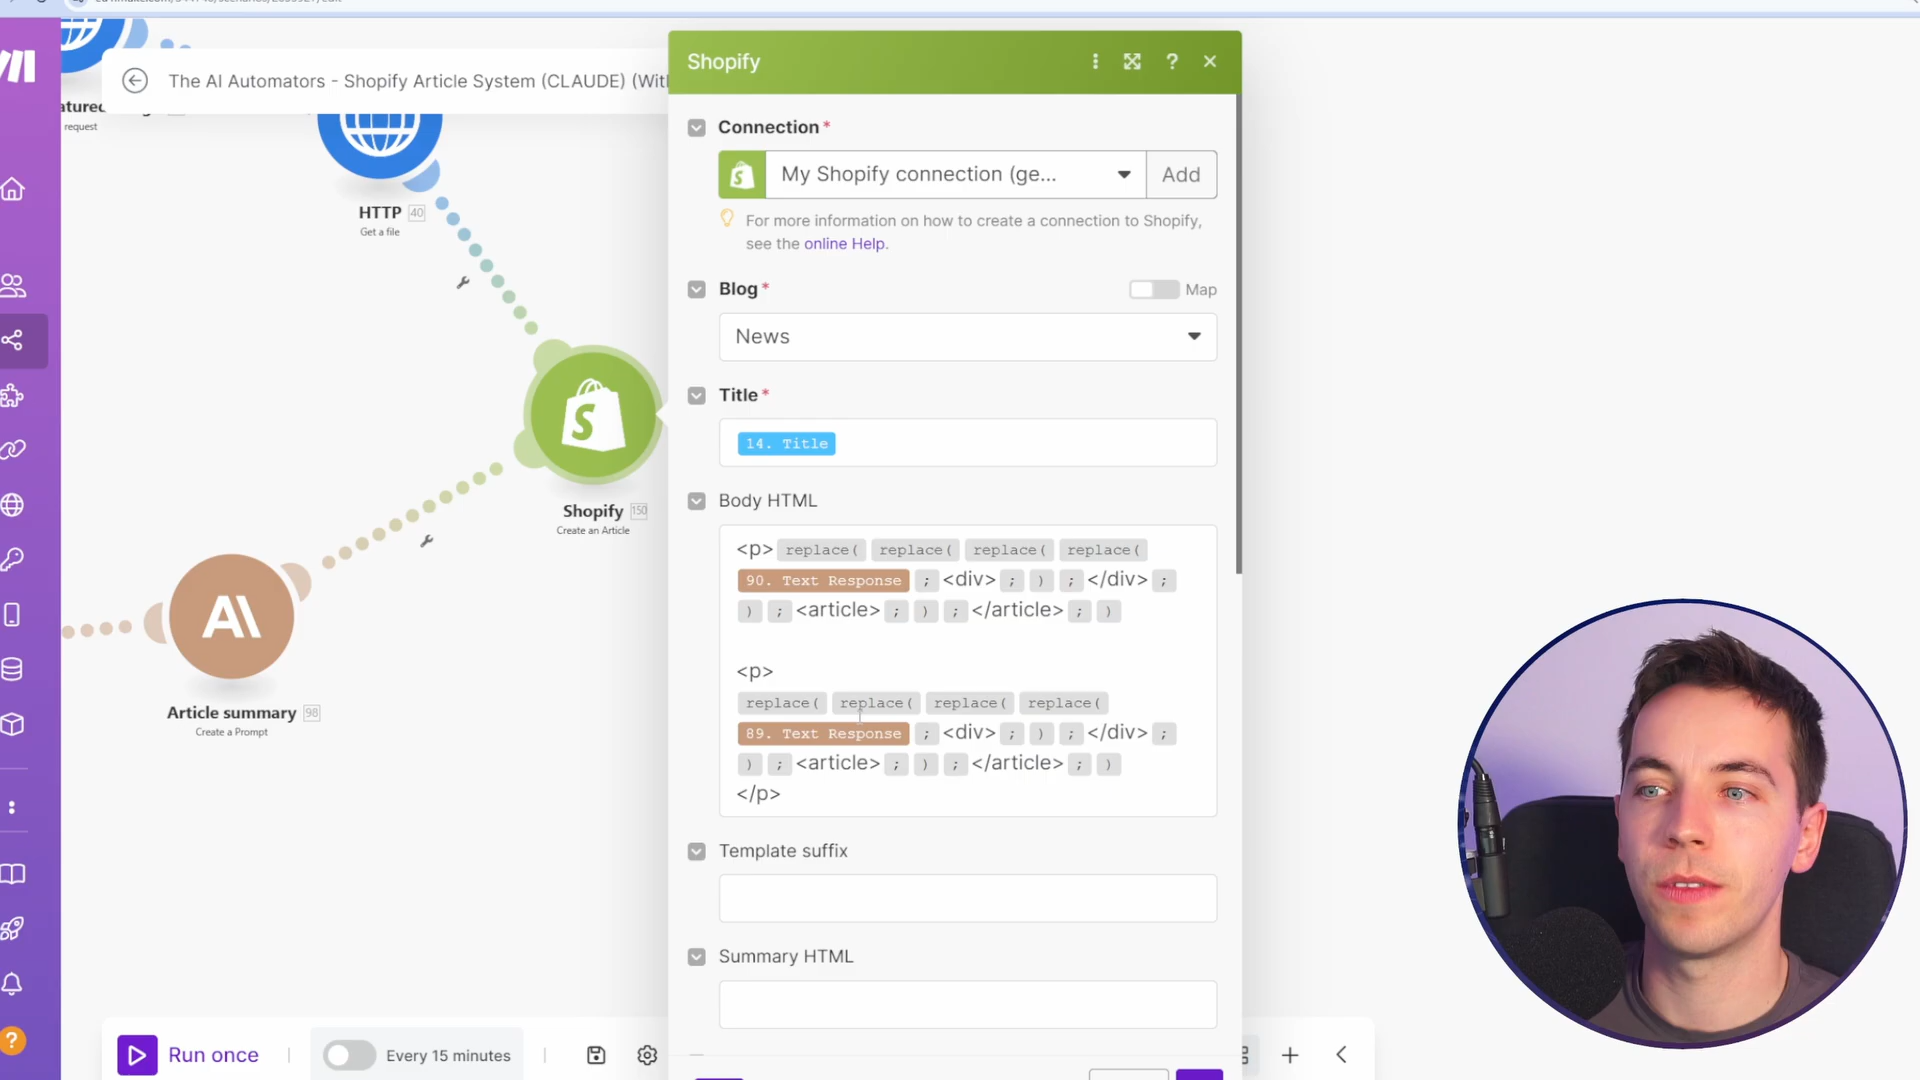 The AI Automators - Shopify Article System (CLAUDE) (With
request
HTTP 40
Get a file
Shopify 150
Create an Article
Article summary 98
Create a Prompt
Run once
Every 15 minutes
Shopify
Connection *
My Shopify connection (ge...
Add
For more information on how to create a connection to Shopify,
see the online Help.
Blog *
Map
News
Title *
14. Title
Body HTML
<p> replace( replace( replace( replace(
90. Text Response ; <div> ; ) ; </div> ;
) ; <article> ; ) ; </article> ; )
<p>
replace( replace( replace( replace(
89. Text Response ; <div> ; ) ; </div> ;
) ; <article> ; ) ; </article> ; )
</p>
Template suffix
Summary HTML